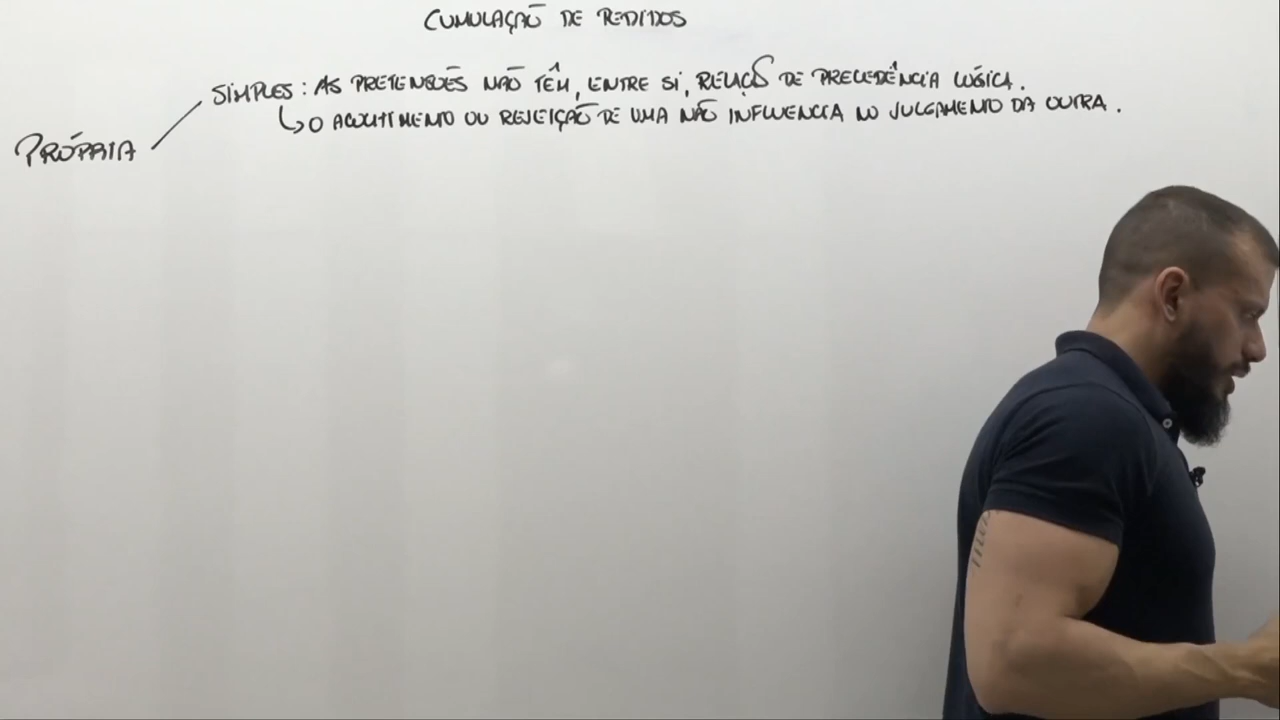 CUMULAÇÃO DE PEDIDOS
SIMPLES: AS PRETENSÕES NÃO TÊM, ENTRE SI, RELAÇÃO DE PRECEDÊNCIA LÓGICA.
↳ O ACOLHIMENTO OU REJEIÇÃO DE UMA NÃO INFLUENCIA NO JULGAMENTO DA OUTRA.
PRÓPRIA